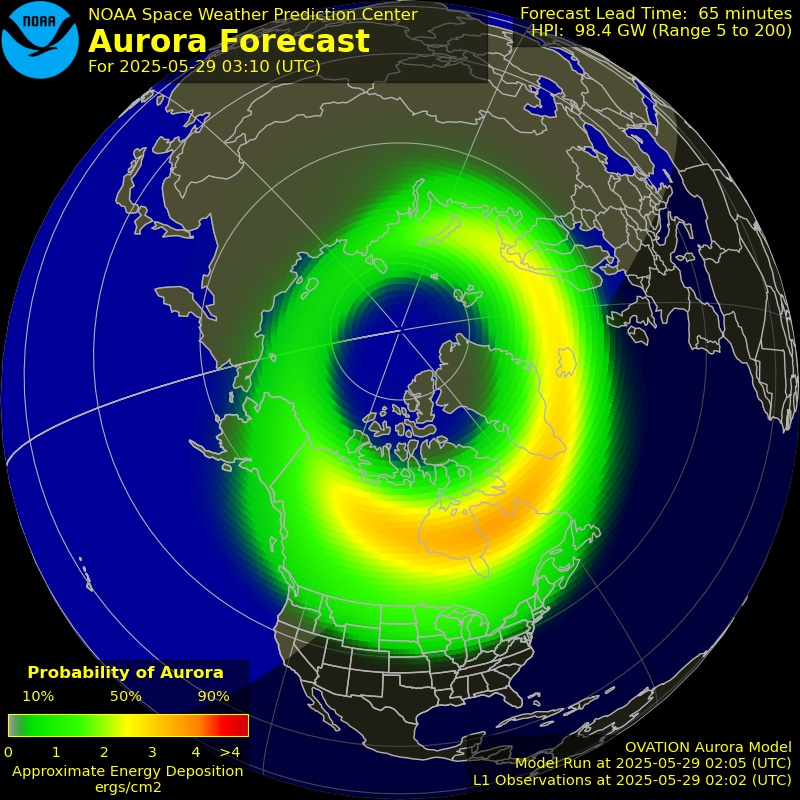 NOAA
NOAA Space Weather Prediction Center
Aurora Forecast
For 2025-05-29 03:10 (UTC)
Forecast Lead Time:  65 minutes
HPI:  98.4 GW (Range 5 to 200)
Probability of Aurora
10% 50% 90%
0 1 2 3 4 >4
Approximate Energy Deposition
ergs/cm2
OVATION Aurora Model
Model Run at 2025-05-29 02:05 (UTC)
L1 Observations at 2025-05-29 02:02 (UTC)